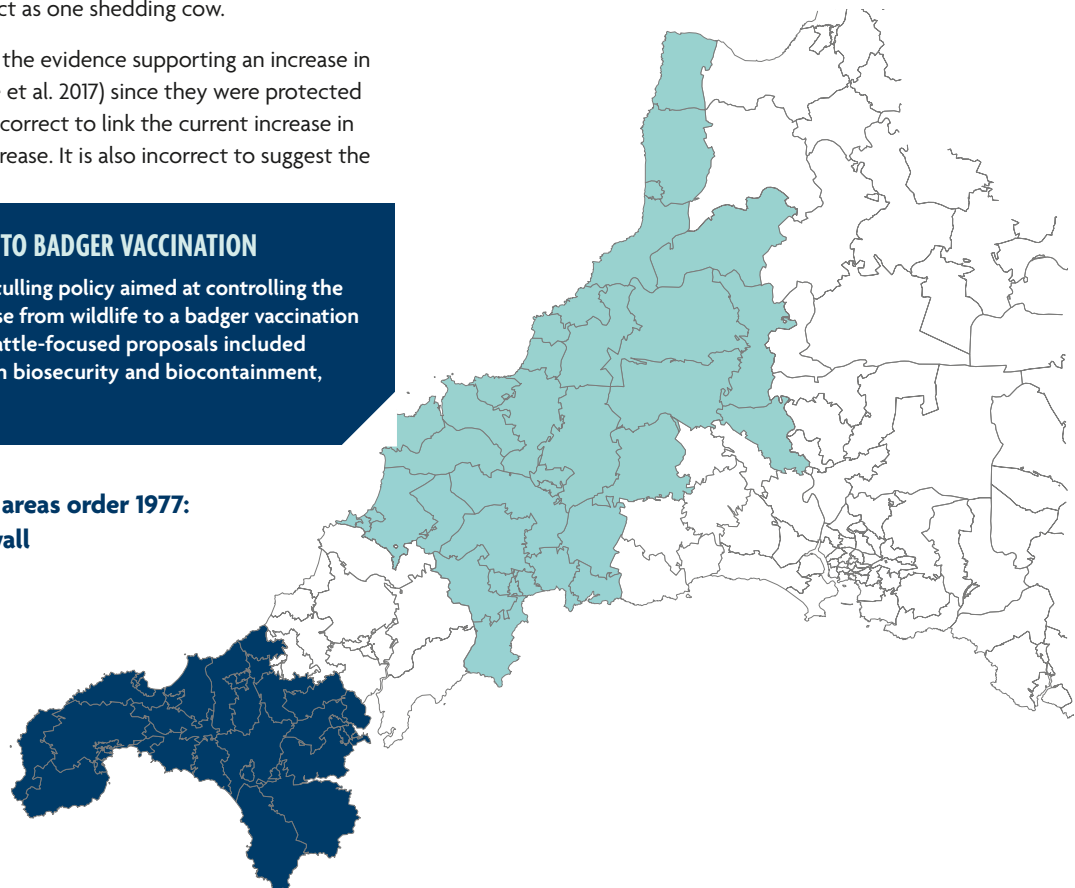 ct as one shedding cow.
the evidence supporting an increase in
et al. 2017) since they were protected
correct to link the current increase in
rease. It is also incorrect to suggest the
TO BADGER VACCINATION
culling policy aimed at controlling the
se from wildlife to a badger vaccination
attle-focused proposals included
n biosecurity and biocontainment,
areas order 1977:
wall